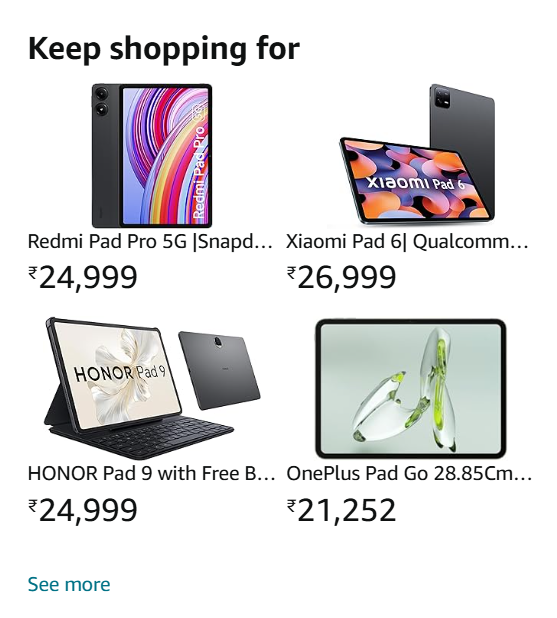 Keep shopping for
Redmi Pad Pro 5G
Xiaomi Pad 6
Redmi Pad Pro 5G |Snapd...
Xiaomi Pad 6| Qualcomm...
₹24,999
₹26,999
HONOR Pad 9
HONOR Pad 9 with Free B...
OnePlus Pad Go 28.85Cm...
₹24,999
₹21,252
See more